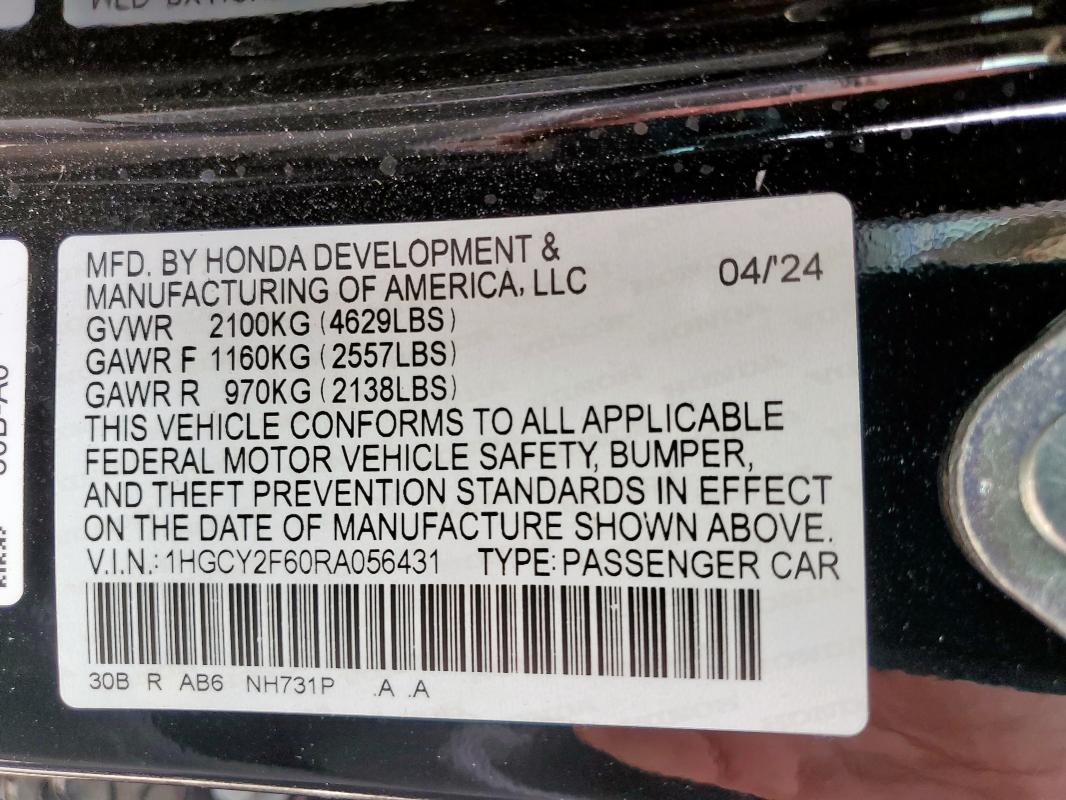 MFD. BY HONDA DEVELOPMENT &
MANUFACTURING OF AMERICA, LLC
04/'24
GVWR 2100KG (4629LBS)
GAWR F 1160KG (2557LBS)
GAWR R 970KG (2138LBS)
THIS VEHICLE CONFORMS TO ALL APPLICABLE
FEDERAL MOTOR VEHICLE SAFETY, BUMPER,
AND THEFT PREVENTION STANDARDS IN EFFECT
ON THE DATE OF MANUFACTURE SHOWN ABOVE.
V.I.N.: 1HGCY2F60RA056431 TYPE: PASSENGER CAR
30B R AB6 NH731P .A .A